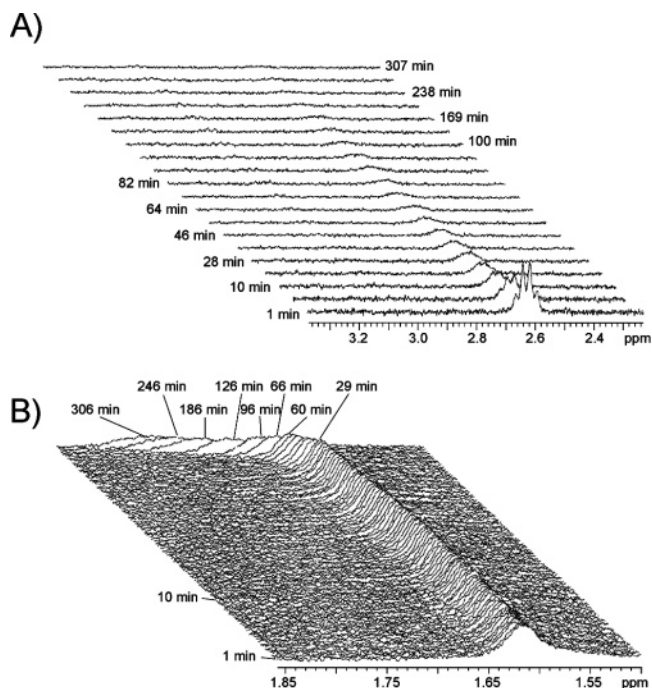 A)
307 min
238 min
169 min
100 min
82 min
64 min
46 min
28 min
10 min
1 min
3.2 3.0 2.8 2.6 2.4 ppm
B)
246 min 126 min 66 min 29 min
306 min 186 min 96 min 60 min
10 min
1 min
1.85 1.75 1.65 1.55 ppm